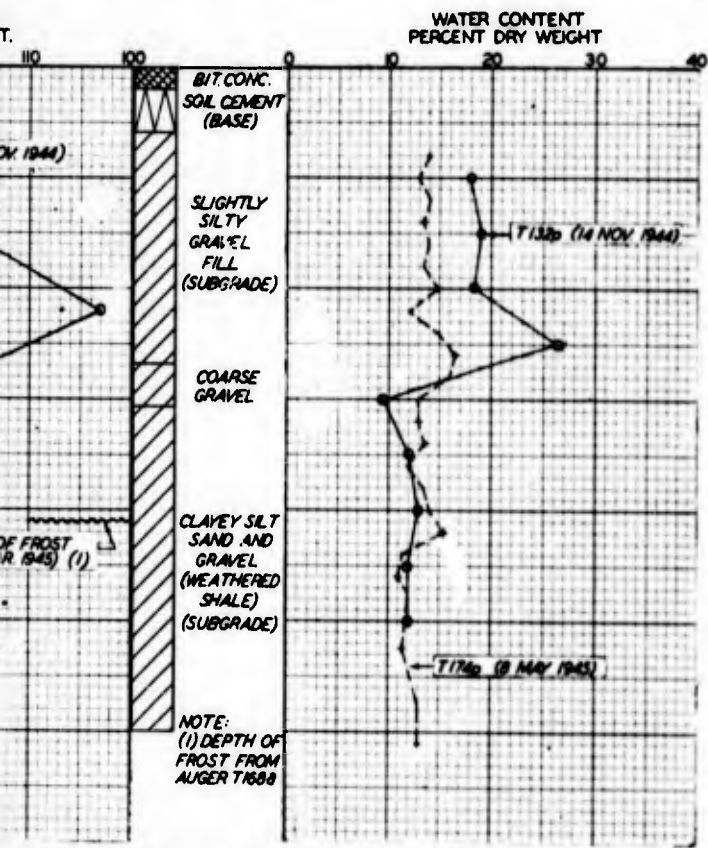 T.
WATER CONTENT
PERCENT DRY WEIGHT
110
100
0
10
20
30
40
BIT. CONC.
SOIL CEMENT
(BASE)
OV. 1944)
SLIGHTLY
SILTY
GRAVEL
FILL
(SUBGRADE)
T132p (14 NOV. 1944)
COARSE
GRAVEL
OF FROST
R. 1945) (1)
CLAYEY SILT
SAND AND
GRAVEL
(WEATHERED
SHALE)
(SUBGRADE)
T174p (8 MAY 1945)
NOTE:
(1) DEPTH OF
FROST FROM
AUGER T168B